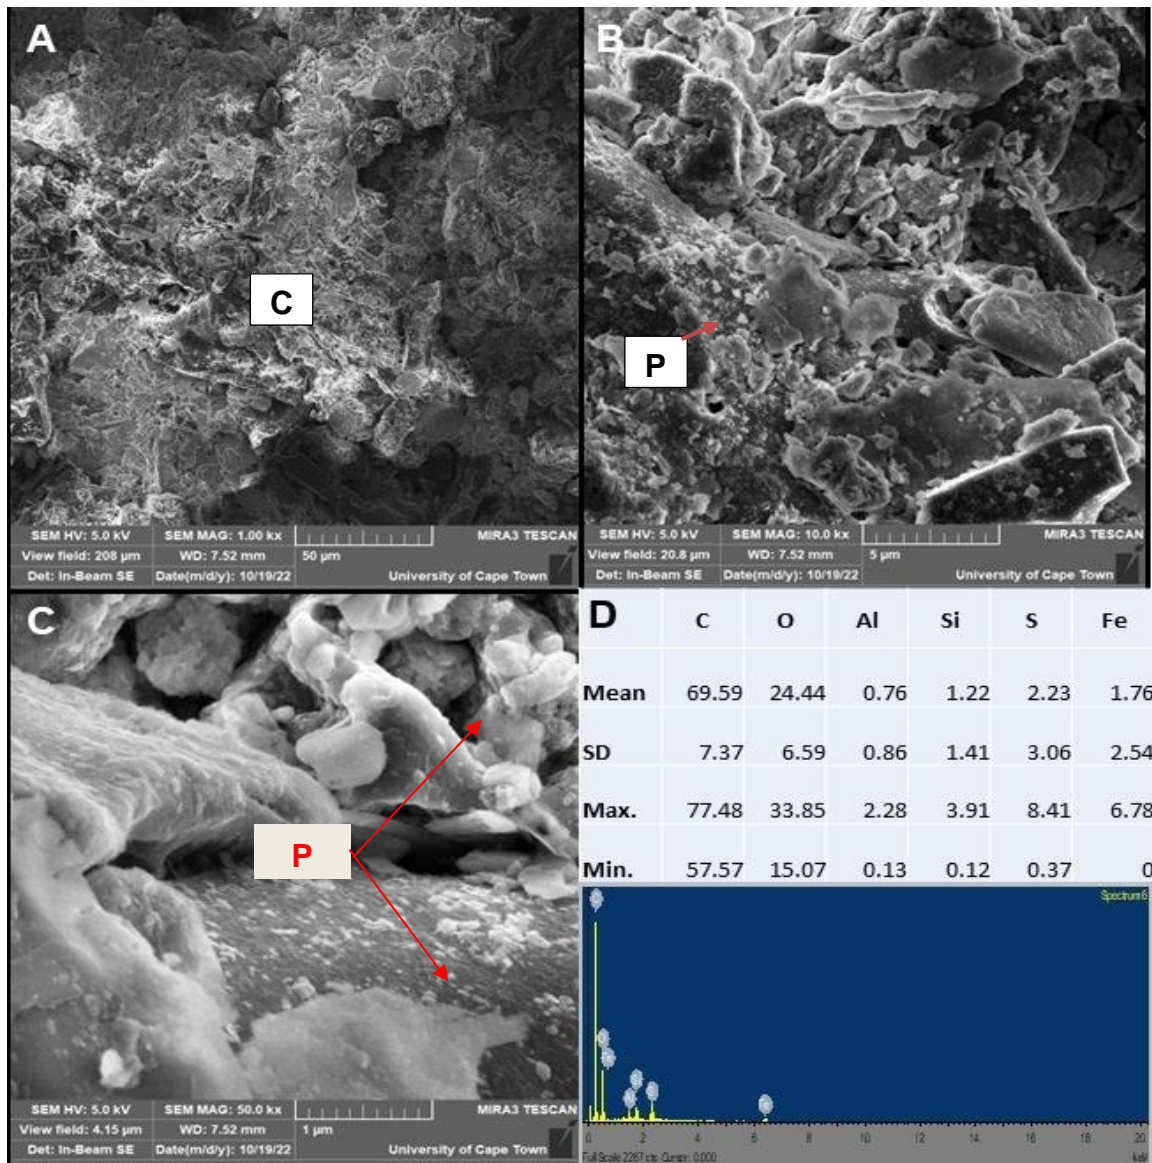 A
C
SEM HV: 5.0 kV SEM MAG: 1.00 kx MIRA3 TESCAN
View field: 208 µm WD: 7.52 mm 50 µm
Det: In-Beam SE Date(m/d/y): 10/19/22 University of Cape Town
B
P
SEM HV: 5.0 kV SEM MAG: 10.0 kx MIRA3 TESCAN
View field: 20.8 µm WD: 7.52 mm 5 µm
Det: In-Beam SE Date(m/d/y): 10/19/22 University of Cape Town
C
P
SEM HV: 5.0 kV SEM MAG: 50.0 kx MIRA3 TESCAN
View field: 4.15 µm WD: 7.52 mm 1 µm
Det: In-Beam SE Date(m/d/y): 10/19/22 University of Cape Town
D C O Al Si S Fe
Mean 69.59 24.44 0.76 1.22 2.23 1.76
SD 7.37 6.59 0.86 1.41 3.06 2.54
Max. 77.48 33.85 2.28 3.91 8.41 6.78
Min. 57.57 15.07 0.13 0.12 0.37 0
Spectrum 6
0 2 4 6 8 10 12 14 16 18 20
Full Scale 2267 cts Cursor: 0.000 keV